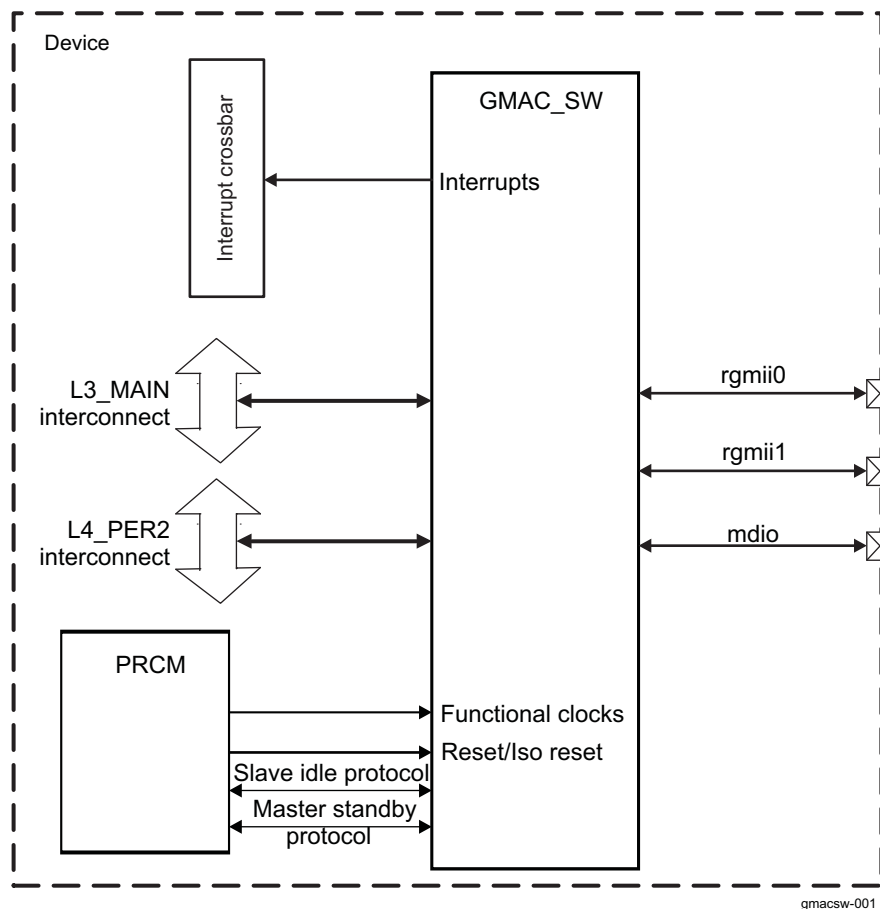 Device
GMAC_SW
Interrupt crossbar
Interrupts
L3_MAIN
interconnect
rgmii0
rgmii1
L4_PER2
interconnect
mdio
PRCM
Functional clocks
Reset/Iso reset
Slave idle protocol
Master standby
protocol
gmacsw-001